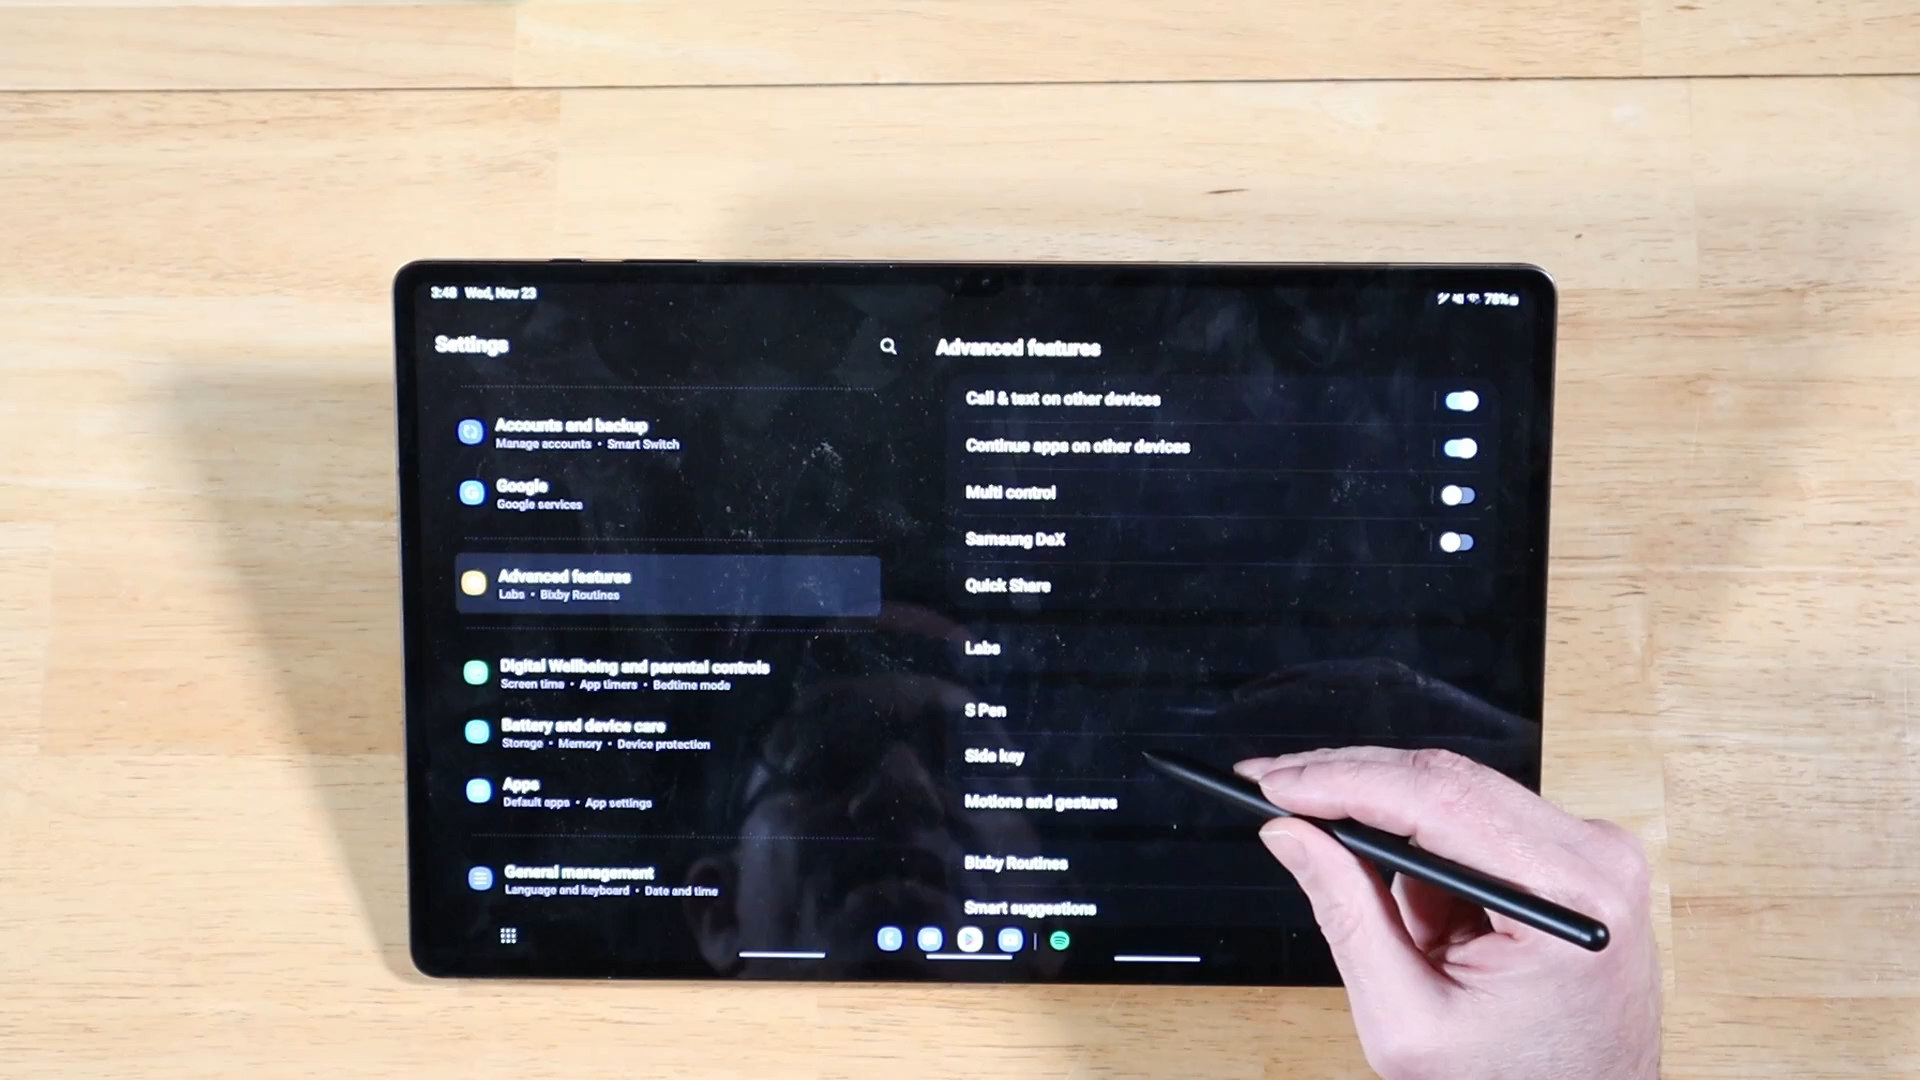 3:48 Wed, Nov 23
78%
Settings
Accounts and backup
Manage accounts • Smart Switch
Google
Google services
Advanced features
Labs • Bixby Routines
Digital Wellbeing and parental controls
Screen time • App timers • Bedtime mode
Battery and device care
Storage • Memory • Device protection
Apps
Default apps • App settings
General management
Language and keyboard • Date and time
Advanced features
Call & text on other devices
Continue apps on other devices
Multi control
Samsung DeX
Quick Share
Labs
S Pen
Side key
Motions and gestures
Bixby Routines
Smart suggestions